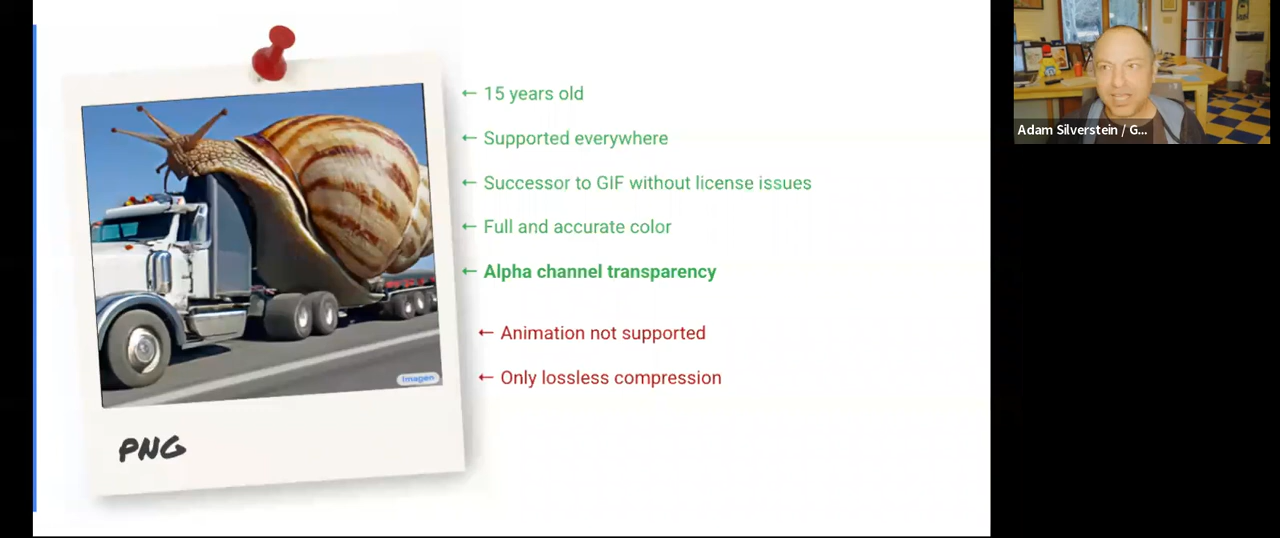 ← 15 years old
← Supported everywhere
← Successor to GIF without license issues
← Full and accurate color
← Alpha channel transparency
← Animation not supported
← Only lossless compression
Imagen
PNG
Adam Silverstein / G...